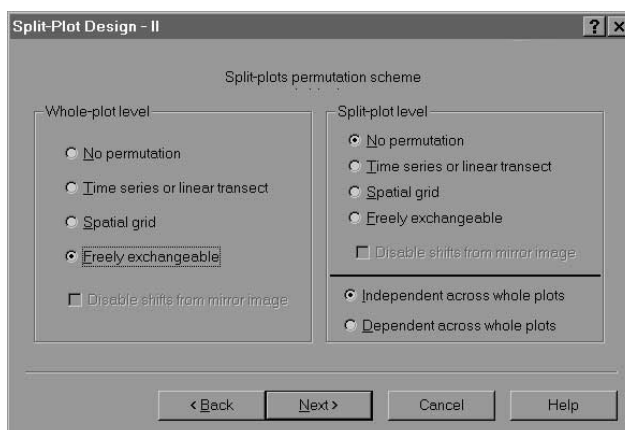 Split-Plot Design - II
? ×
Split-plots permutation scheme
Whole-plot level
No permutation
Time series or linear transect
Spatial grid
Freely exchangeable
Disable shifts from mirror image
Split-plot level
No permutation
Time series or linear transect
Spatial grid
Freely exchangeable
Disable shifts from mirror image
Independent across whole plots
Dependent across whole plots
< Back Next > Cancel Help